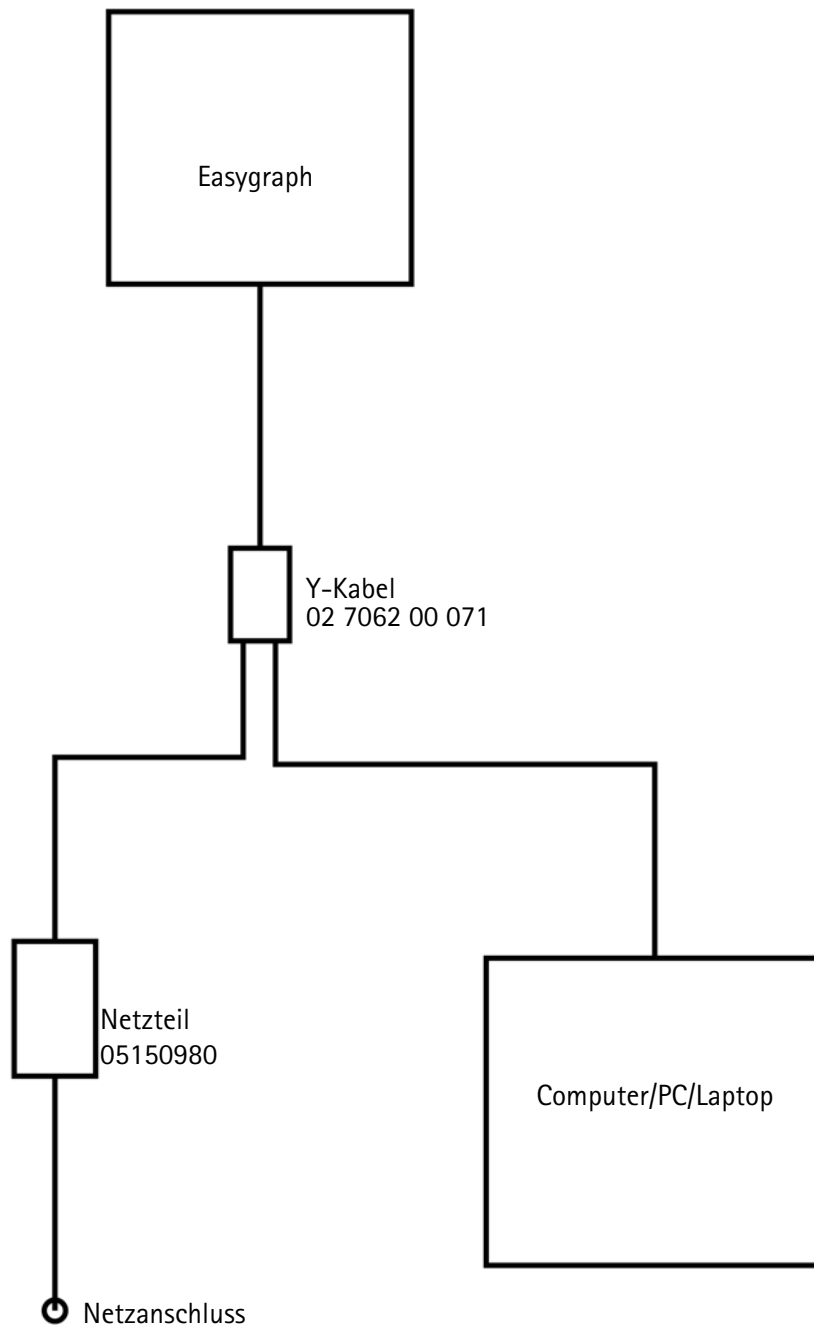 Easygraph
Y-Kabel
02 7062 00 071
Netzteil
05150980
Computer/PC/Laptop
Netzanschluss